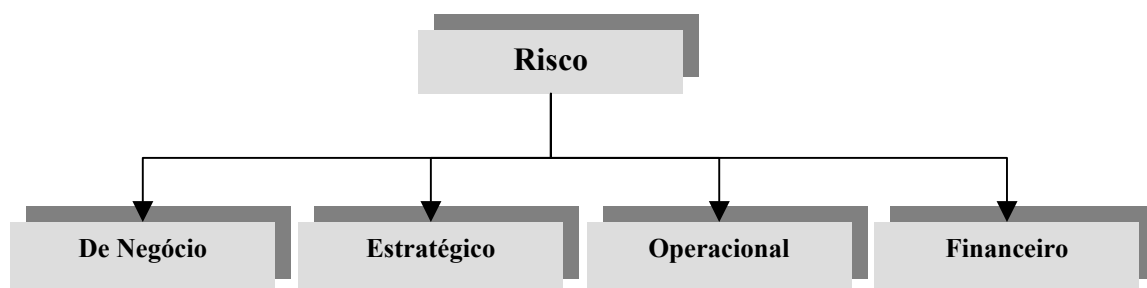 Risco
De Negócio
Estratégico
Operacional
Financeiro